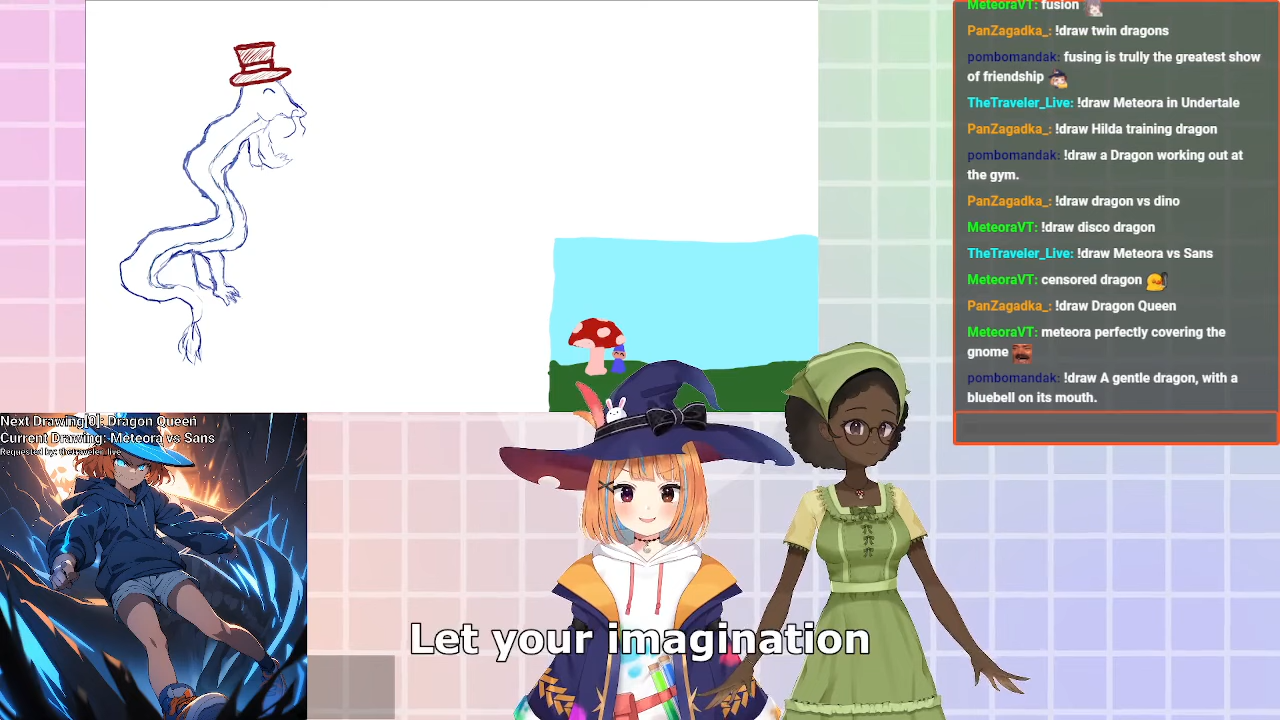 MeteoraVT: fusion
PanZagadka_: !draw twin dragons
pombomandak: fusing is trully the greatest show
of friendship
TheTraveler_Live: !draw Meteora in Undertale
PanZagadka_: !draw Hilda training dragon
pombomandak: !draw a Dragon working out at
the gym.
PanZagadka_: !draw dragon vs dino
MeteoraVT: !draw disco dragon
TheTraveler_Live: !draw Meteora vs Sans
MeteoraVT: censored dragon
PanZagadka_: !draw Dragon Queen
MeteoraVT: meteora perfectly covering the
gnome
pombomandak: !draw A gentle dragon, with a
bluebell on its mouth.
Next Drawing[0]: Dragon Queen
Current Drawing: Meteora vs Sans
Requested by: thetraveler_live
Let your imagination